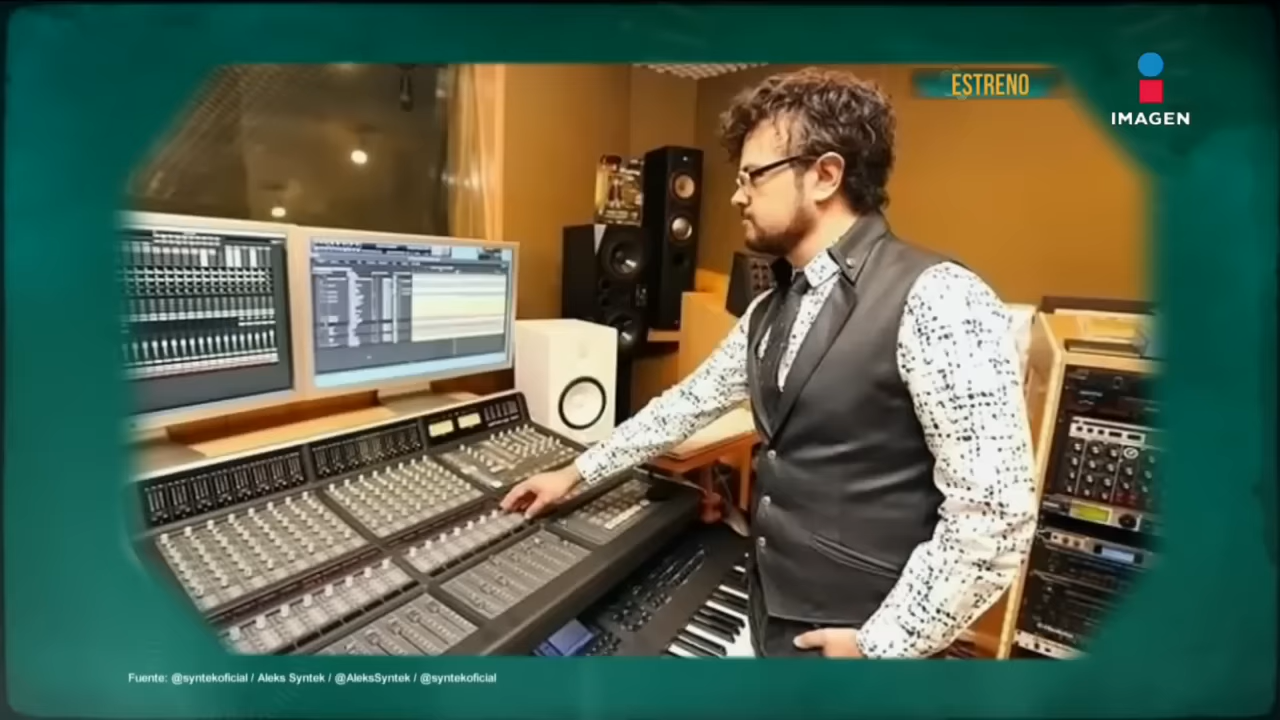 ESTRENO
IMAGEN
Fuente: @syntekoficial / Aleks Syntek / @AleksSyntek / @syntekoficial